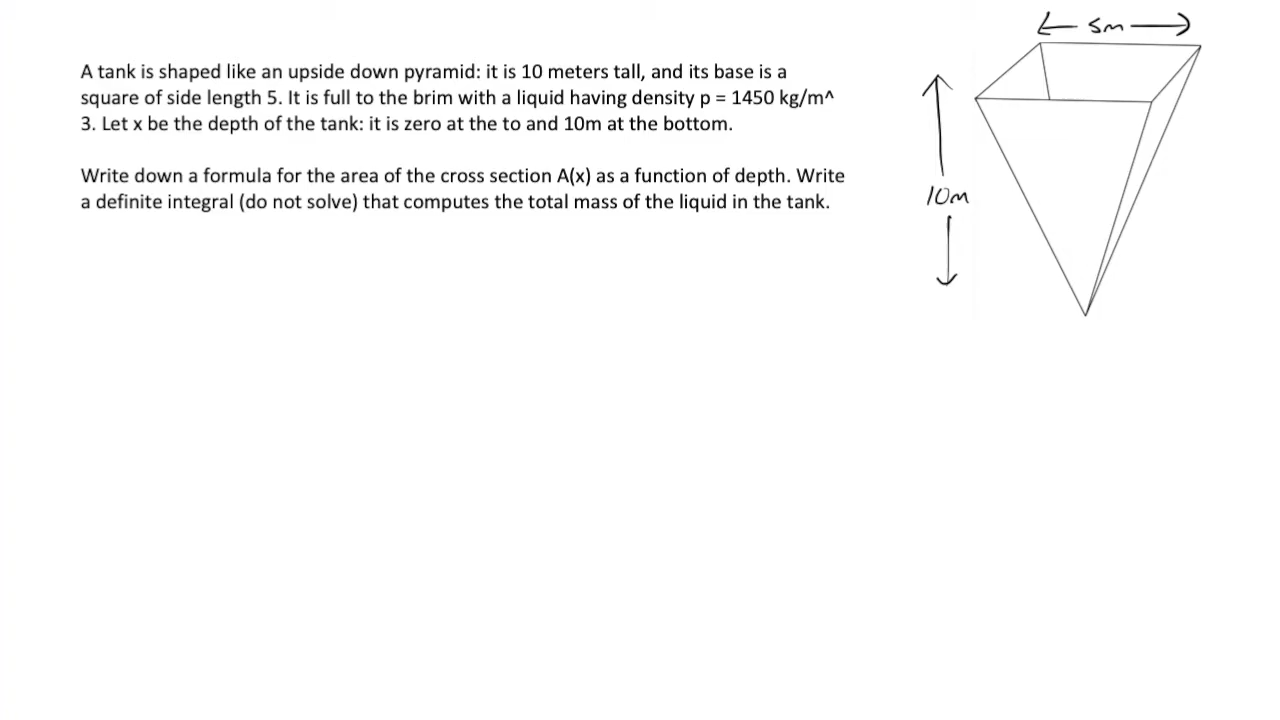 5m
A tank is shaped like an upside down pyramid: it is 10 meters tall, and its base is a
square of side length 5. It is full to the brim with a liquid having density p = 1450 kg/m^
3. Let x be the depth of the tank: it is zero at the to and 10m at the bottom.
Write down a formula for the area of the cross section A(x) as a function of depth. Write
a definite integral (do not solve) that computes the total mass of the liquid in the tank.
10m